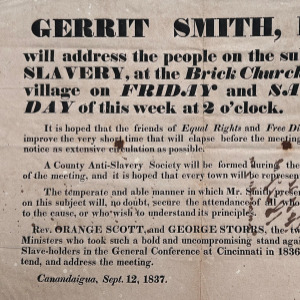 GERRIT SMITH,
will address the people on the su
SLAVERY, at the Brick Church
village on FRIDAY and SA
DAY of this week at 2 o'clock.
It is hoped that the friends of Equal Rights and Free Di
improve the very short time that will elapse before the meeting
notice as extensive circulation as possible.
A County Anti-Slavery Society will be formed during the
of the meeting, and it is hoped that every town will be represent
The temperate and able manner in which Mr. Smith presen
on this subject will, no doubt, secure the attendance of all who
to the cause, or who wish to understand its principle
Rev. ORANGE SCOTT, and GEORGE STORRS, the tw
Ministers who took such a bold and uncompromising stand again
Slave-holders in the General Conference at Cincinnati in 1836
tend, and address the meeting.
Canandaigua, Sept. 12, 1837.